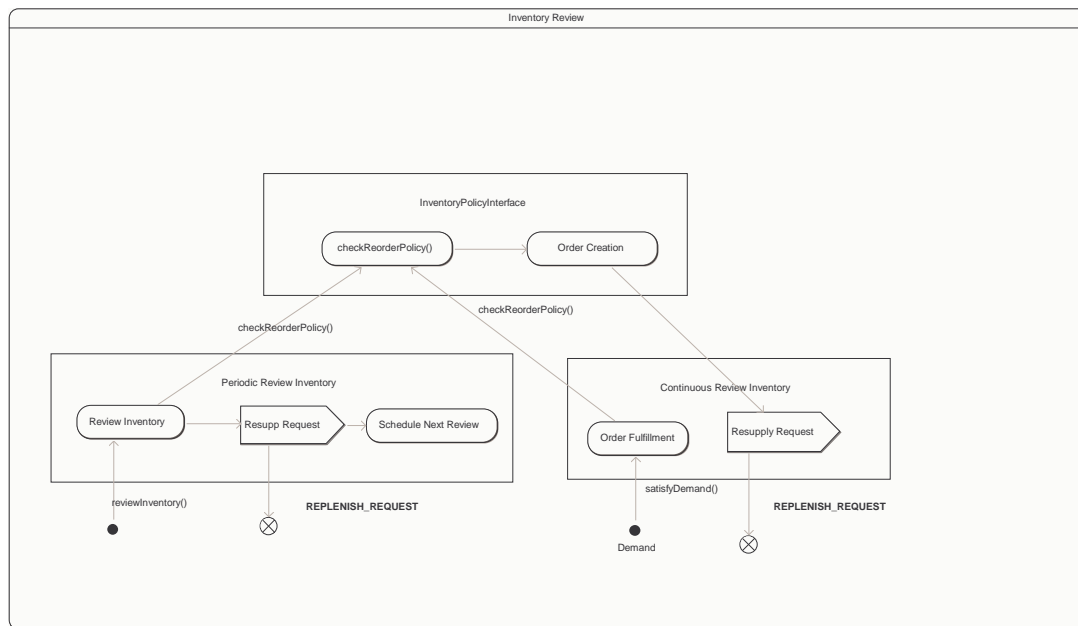 Inventory Review
InventoryPolicyInterface
checkReorderPolicy()
Order Creation
checkReorderPolicy()
checkReorderPolicy()
Periodic Review Inventory
Review Inventory
Resupp Request
Schedule Next Review
Continuous Review Inventory
Order Fulfillment
Resupply Request
reviewInventory()
REPLENISH_REQUEST
satisfyDemand()
REPLENISH_REQUEST
Demand